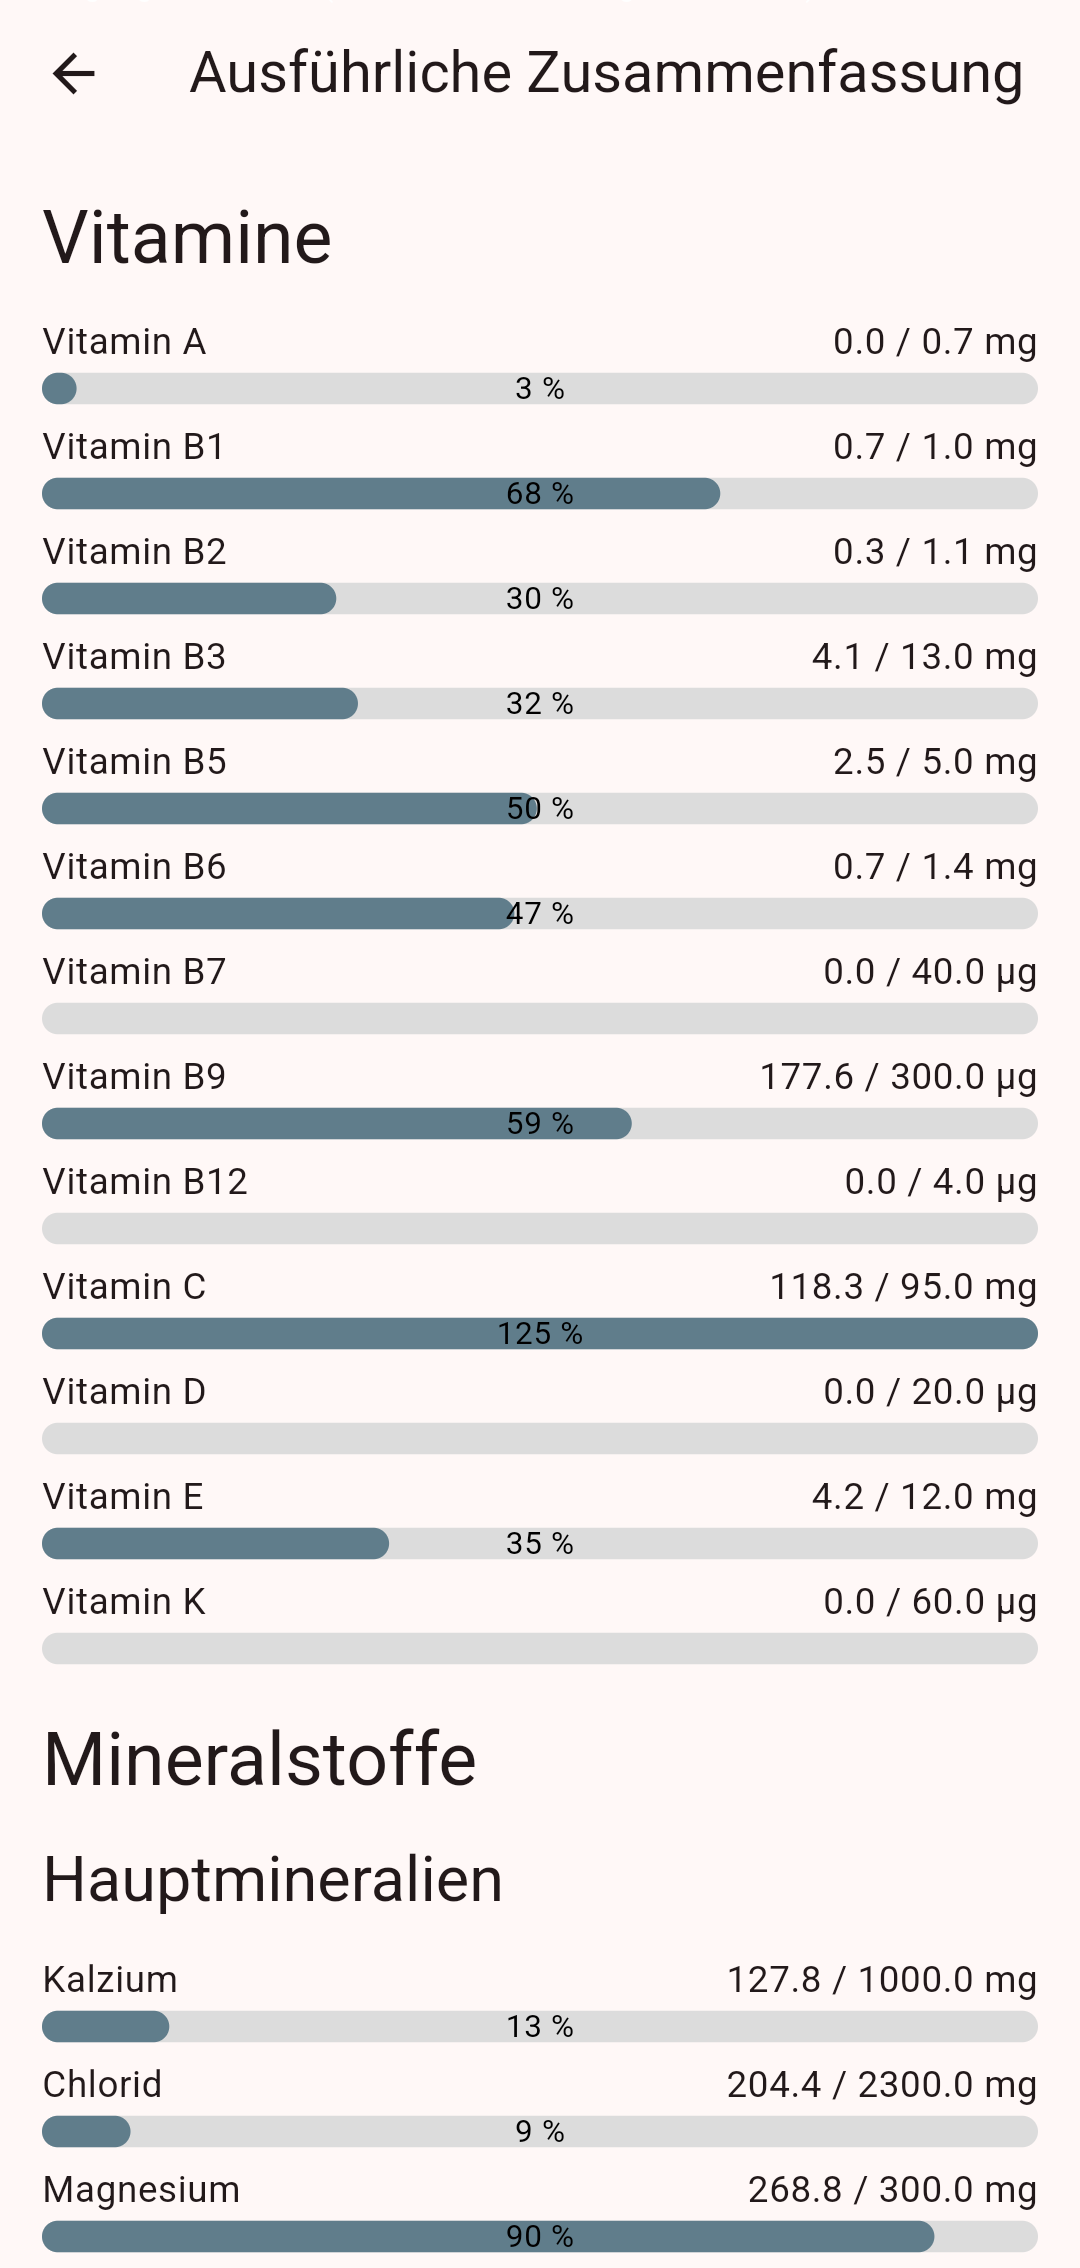 Ausführliche Zusammenfassung
Vitamine
Vitamin A 0.0 / 0.7 mg
3 %
Vitamin B1 0.7 / 1.0 mg
68 %
Vitamin B2 0.3 / 1.1 mg
30 %
Vitamin B3 4.1 / 13.0 mg
32 %
Vitamin B5 2.5 / 5.0 mg
50 %
Vitamin B6 0.7 / 1.4 mg
47 %
Vitamin B7 0.0 / 40.0 µg
Vitamin B9 177.6 / 300.0 µg
59 %
Vitamin B12 0.0 / 4.0 µg
Vitamin C 118.3 / 95.0 mg
125 %
Vitamin D 0.0 / 20.0 µg
Vitamin E 4.2 / 12.0 mg
35 %
Vitamin K 0.0 / 60.0 µg
Mineralstoffe
Hauptmineralien
Kalzium 127.8 / 1000.0 mg
13 %
Chlorid 204.4 / 2300.0 mg
9 %
Magnesium 268.8 / 300.0 mg
90 %